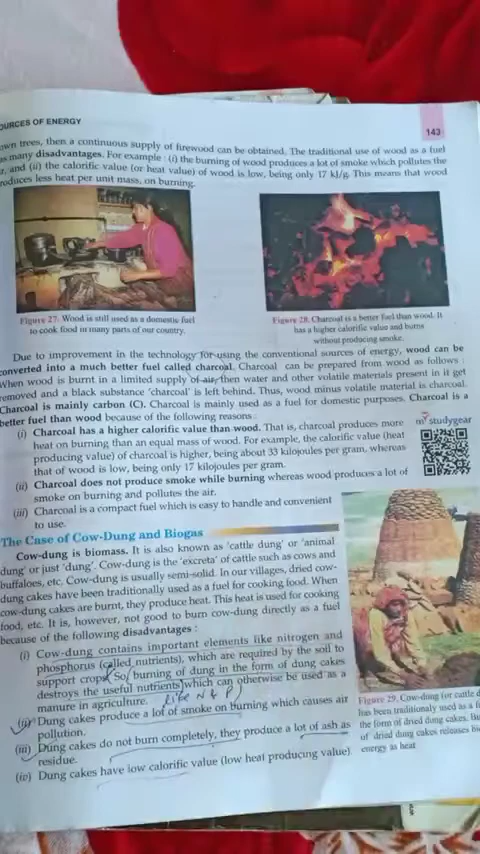 OURCES OF ENERGY
143
own trees, then a continuous supply of firewood can be obtained. The traditional use of wood as a fuel
as many disadvantages. For example : (i) the burning of wood produces a lot of smoke which pollutes the
r, and (ii) the calorific value (or heat value) of wood is low, being only 17 kJ/g. This means that wood
roduces less heat per unit mass, on burning.
Figure 27. Wood is still used as a domestic fuel
to cook food in many parts of our country.
Figure 28. Charcoal is a better fuel than wood. It
has a higher calorific value and burns
without producing smoke.
Due to improvement in the technology for using the conventional sources of energy, wood can be
converted into a much better fuel called charcoal. Charcoal can be prepared from wood as follows :
When wood is burnt in a limited supply of air, then water and other volatile materials present in it get
removed and a black substance 'charcoal' is left behind. Thus, wood minus volatile material is charcoal.
Charcoal is mainly carbon (C). Charcoal is mainly used as a fuel for domestic purposes. Charcoal is a
better fuel than wood because of the following reasons :
(i) Charcoal has a higher calorific value than wood. That is, charcoal produces more
heat on burning than an equal mass of wood. For example, the calorific value (heat
producing value) of charcoal is higher, being about 33 kilojoules per gram, whereas
that of wood is low, being only 17 kilojoules per gram.
(ii) Charcoal does not produce smoke while burning whereas wood produces a lot of
smoke on burning and pollutes the air.
(iii) Charcoal is a compact fuel which is easy to handle and convenient
to use.
studygear
The Case of Cow-Dung and Biogas
Cow-dung is biomass. It is also known as 'cattle dung' or 'animal
dung' or just 'dung'. Cow-dung is the 'excreta' of cattle such as cows and
buffaloes, etc. Cow-dung is usually semi-solid. In our villages, dried cow-
dung cakes have been traditionally used as a fuel for cooking food. When
cow-dung cakes are burnt, they produce heat. This heat is used for cooking
food, etc. It is, however, not good to burn cow-dung directly as a fuel
because of the following disadvantages :
(i) Cow-dung contains important elements like nitrogen and
phosphorus (called nutrients), which are required by the soil to
support crops. So, burning of dung in the form of dung cakes
destroys the useful nutrients which can otherwise be used as a
manure in agriculture. like N & P)
(ii) Dung cakes produce a lot of smoke on burning which causes air
pollution.
(iii) Dung cakes do not burn completely, they produce a lot of ash as
residue.
(iv) Dung cakes have low calorific value (low heat producing value).
Figure 29. Cow-dung (or cattle d
has been traditionally used as a f
the form of dried dung cakes. Bu
of dried dung cakes releases
energy as heat